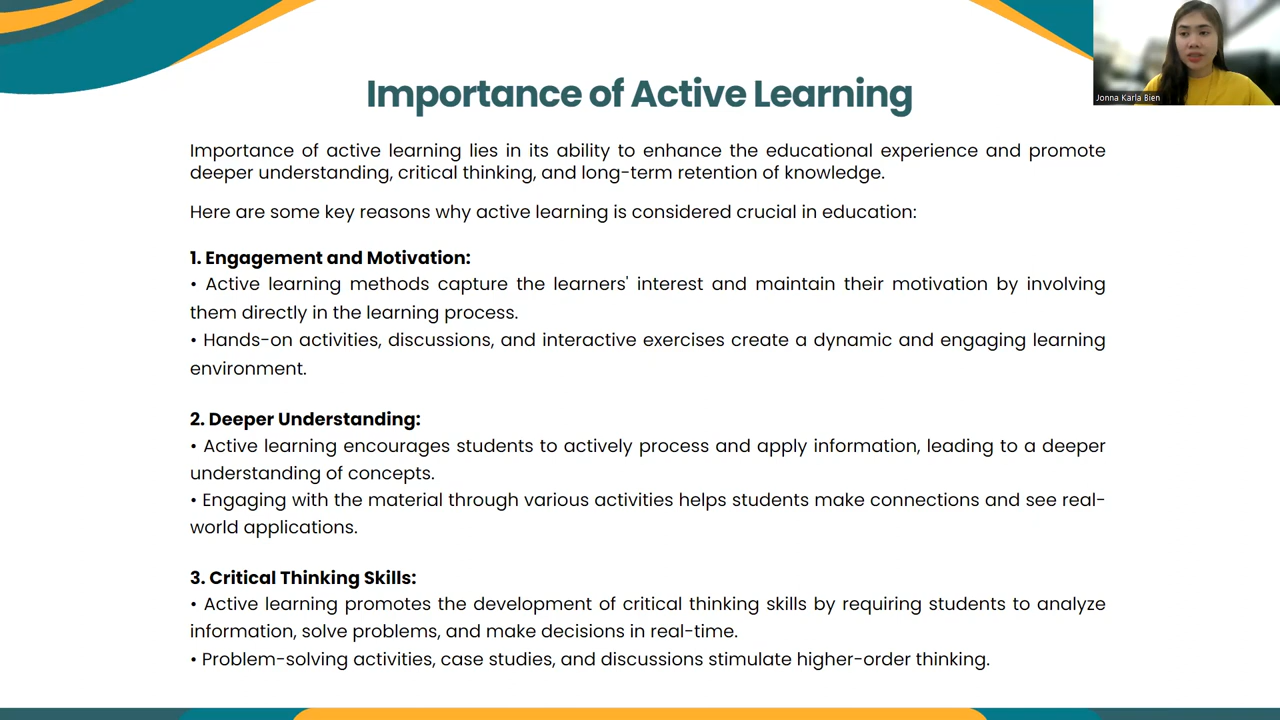 Importance of Active Learning
Jonna Karla Bien
Importance of active learning lies in its ability to enhance the educational experience and promote
deeper understanding, critical thinking, and long-term retention of knowledge.
Here are some key reasons why active learning is considered crucial in education:
1. Engagement and Motivation:
• Active learning methods capture the learners' interest and maintain their motivation by involving
them directly in the learning process.
• Hands-on activities, discussions, and interactive exercises create a dynamic and engaging learning
environment.
2. Deeper Understanding:
• Active learning encourages students to actively process and apply information, leading to a deeper
understanding of concepts.
• Engaging with the material through various activities helps students make connections and see real-
world applications.
3. Critical Thinking Skills:
• Active learning promotes the development of critical thinking skills by requiring students to analyze
information, solve problems, and make decisions in real-time.
• Problem-solving activities, case studies, and discussions stimulate higher-order thinking.